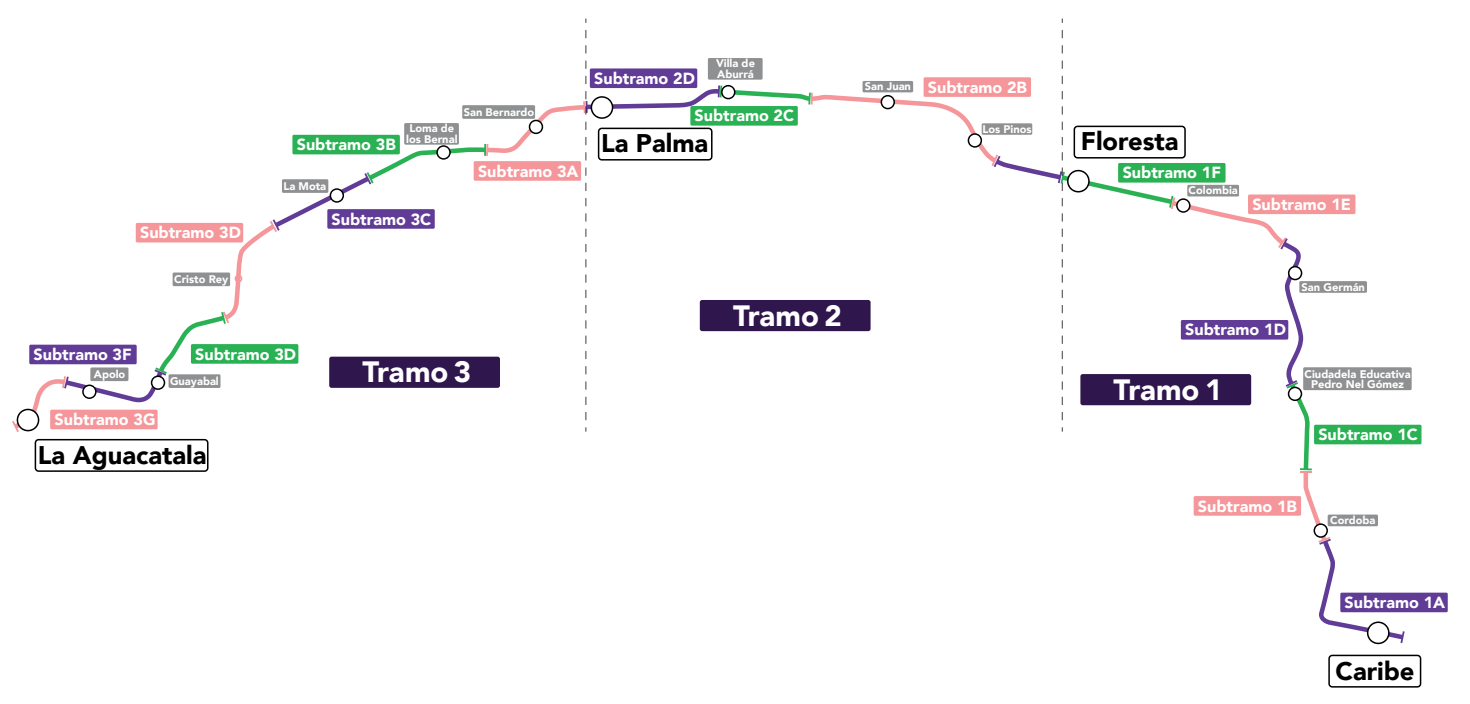 Subtramo 2D
Villa de
Aburrá
Subtramo 2C
San Juan
Subtramo 2B
Los Pinos
La Palma
San Bernardo
Loma de
los Bernal
Subtramo 3B
Subtramo 3A
La Mota
Subtramo 3C
Subtramo 3D
Cristo Rey
Subtramo 3D
Subtramo 3F
Apolo
Guayabal
Subtramo 3G
La Aguacatala
Tramo 3
Tramo 2
Floresta
Subtramo 1F
Colombia
Subtramo 1E
San Germán
Subtramo 1D
Ciudadela Educativa
Pedro Nel Gómez
Tramo 1
Subtramo 1C
Subtramo 1B
Cordoba
Subtramo 1A
Caribe